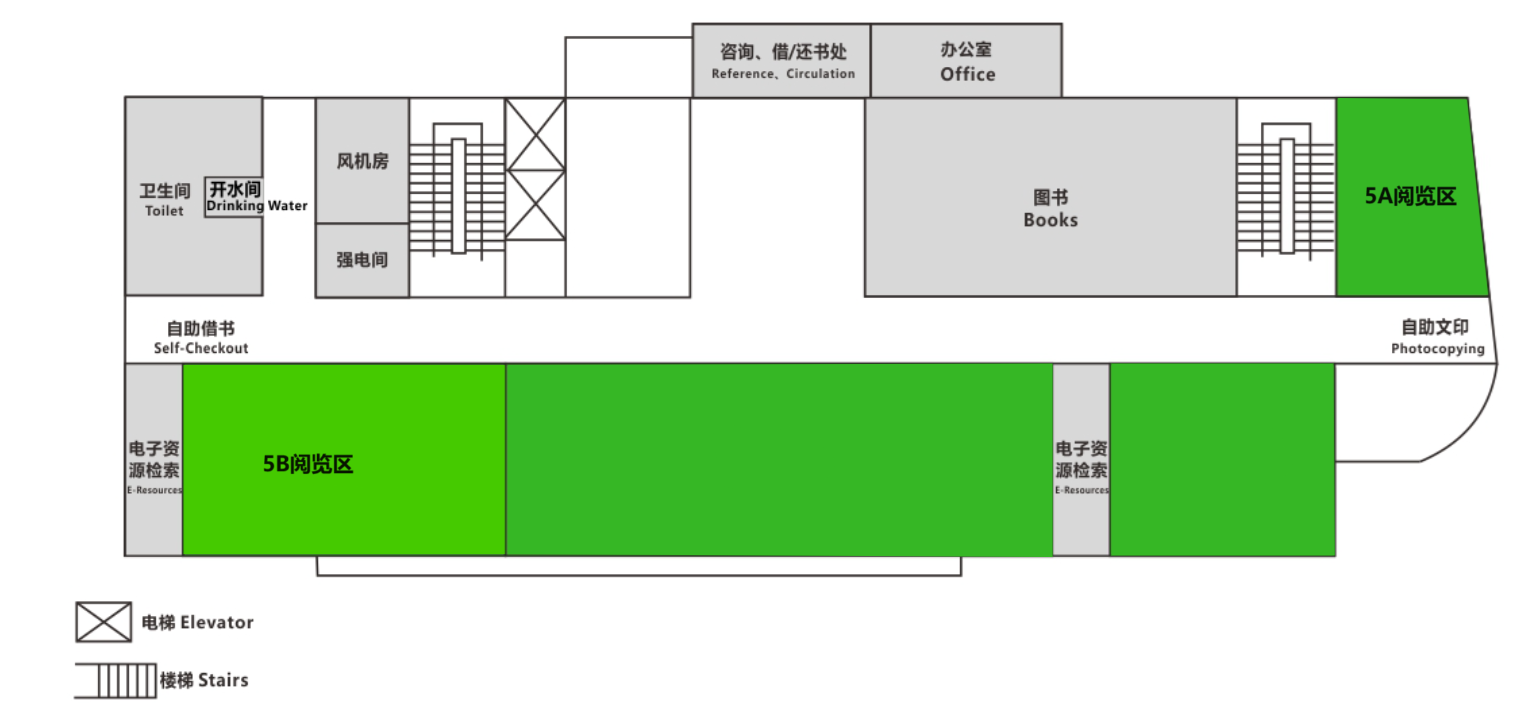 咨询、借/还书处
Reference、Circulation
办公室
Office
卫生间
Toilet
开水间
Drinking Water
风机房
强电间
图书
Books
5A阅览区
自助借书
Self-Checkout
自助文印
Photocopying
电子资
源检索
E-Resources
5B阅览区
电子资
源检索
E-Resources
电梯 Elevator
楼梯 Stairs